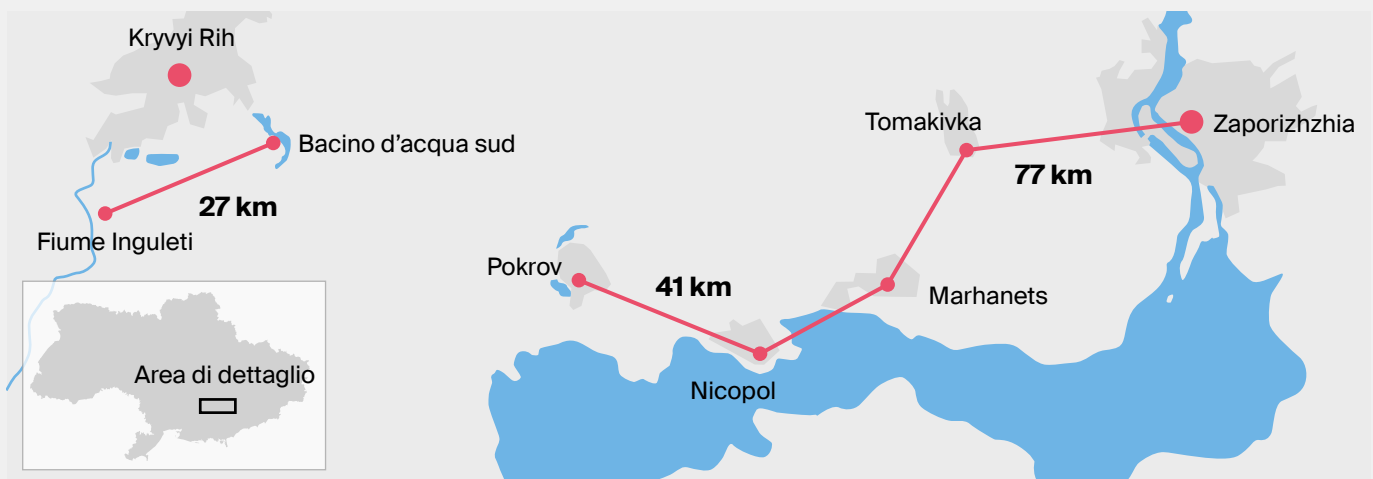 Kryvyi Rih
Bacino d'acqua sud
27 km
Fiume Inguleti
Area di dettaglio
Pokrov
41 km
Nicopol
Marhanets
Tomakivka
77 km
Zaporizhzhia